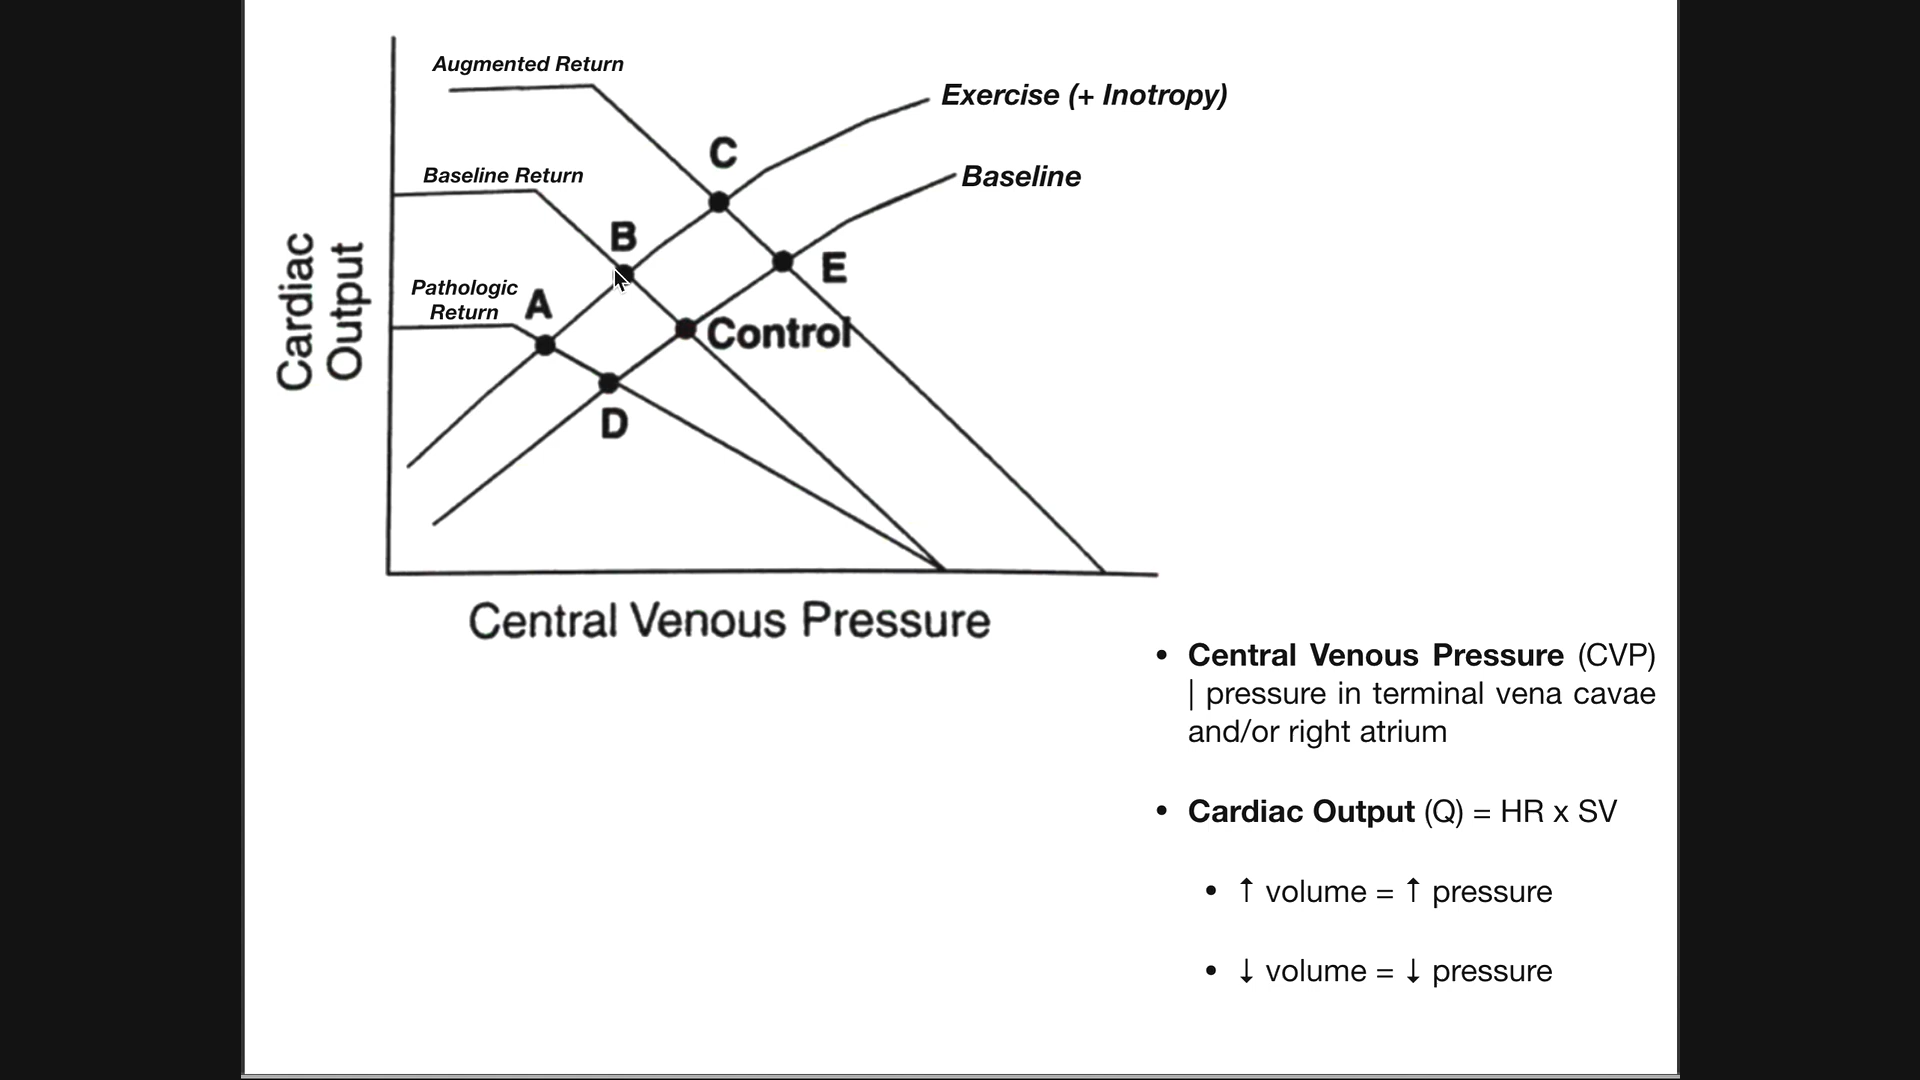 Augmented Return
Exercise (+ Inotropy)
C
Baseline Return
Baseline
B
E
Pathologic
Return
A
Control
D
Cardiac
Output
Central Venous Pressure
• Central Venous Pressure (CVP)
| pressure in terminal vena cavae
and/or right atrium
• Cardiac Output (Q) = HR x SV
• ↑ volume = ↑ pressure
• ↓ volume = ↓ pressure